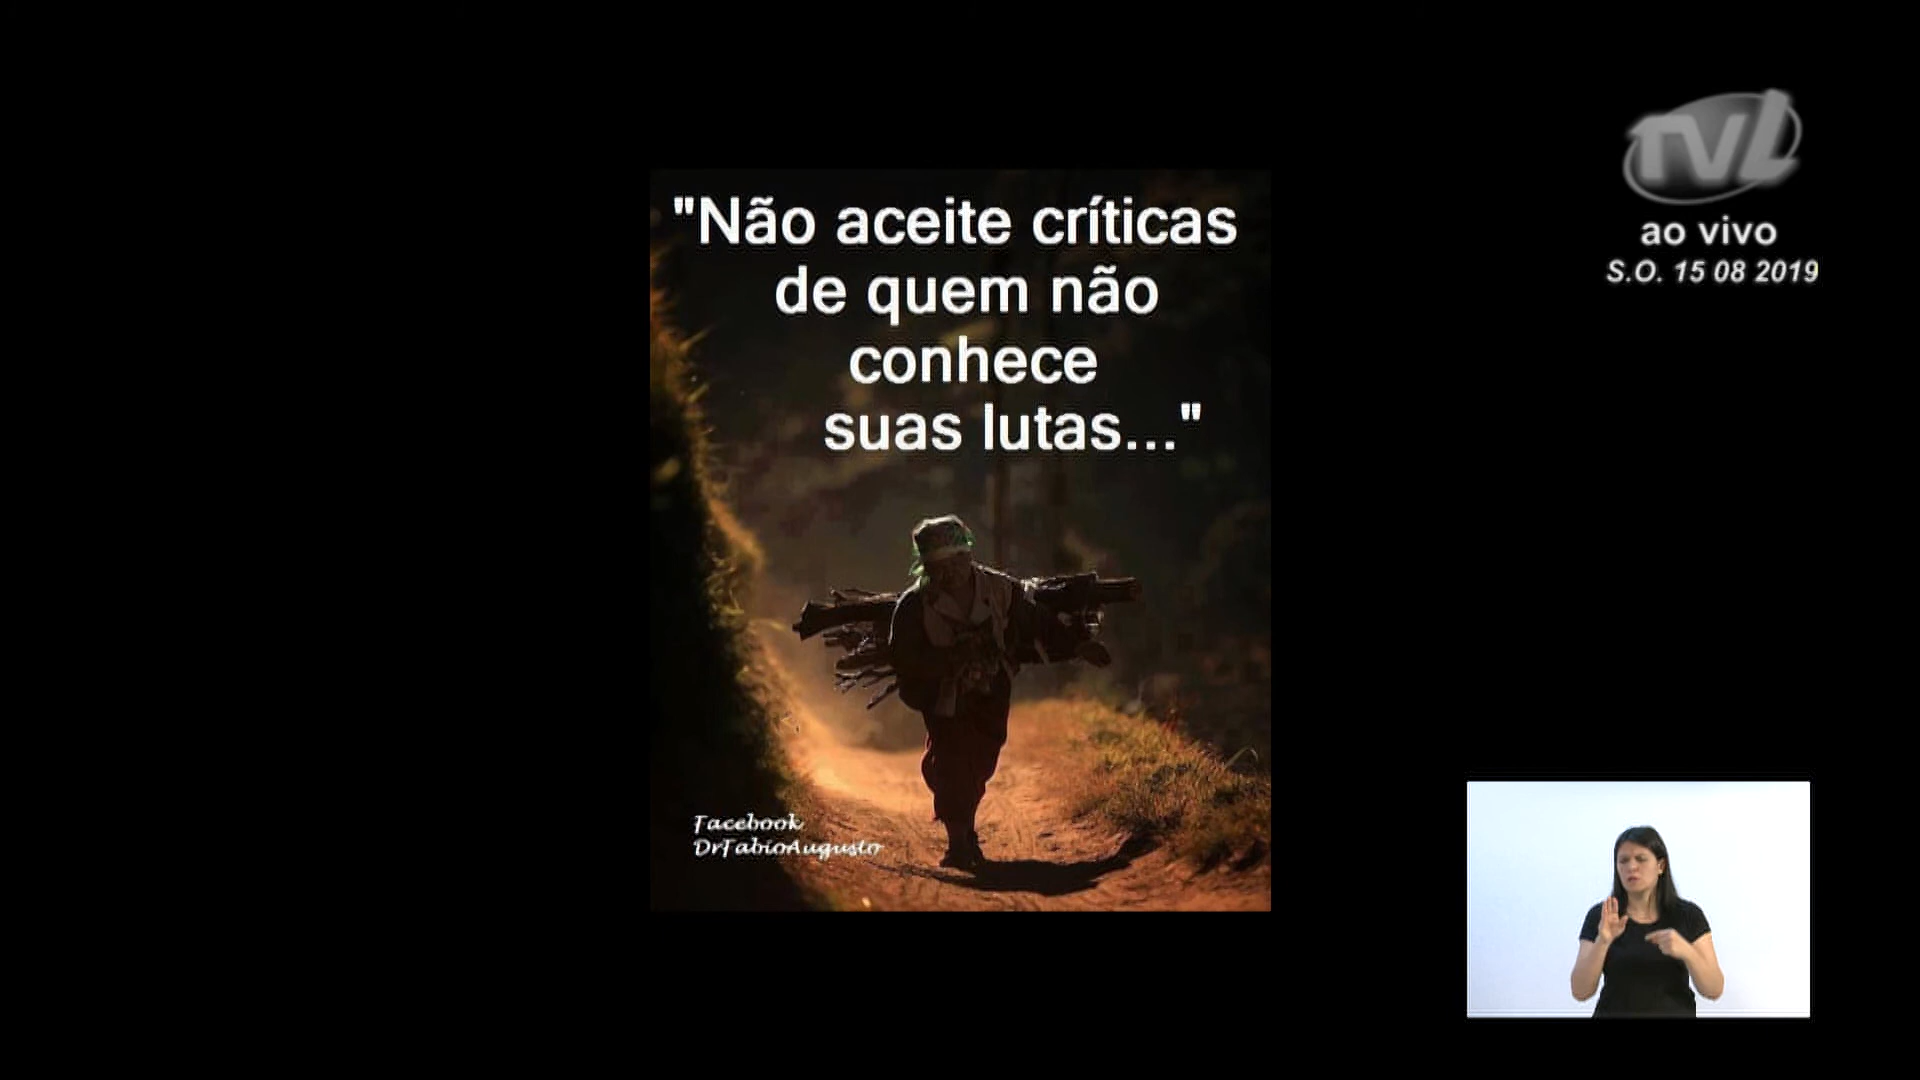 "Não aceite críticas
de quem não
conhece
suas lutas..."
Facebook
DrFabioAugusto
TVL
ao vivo
S.O. 15 08 2019